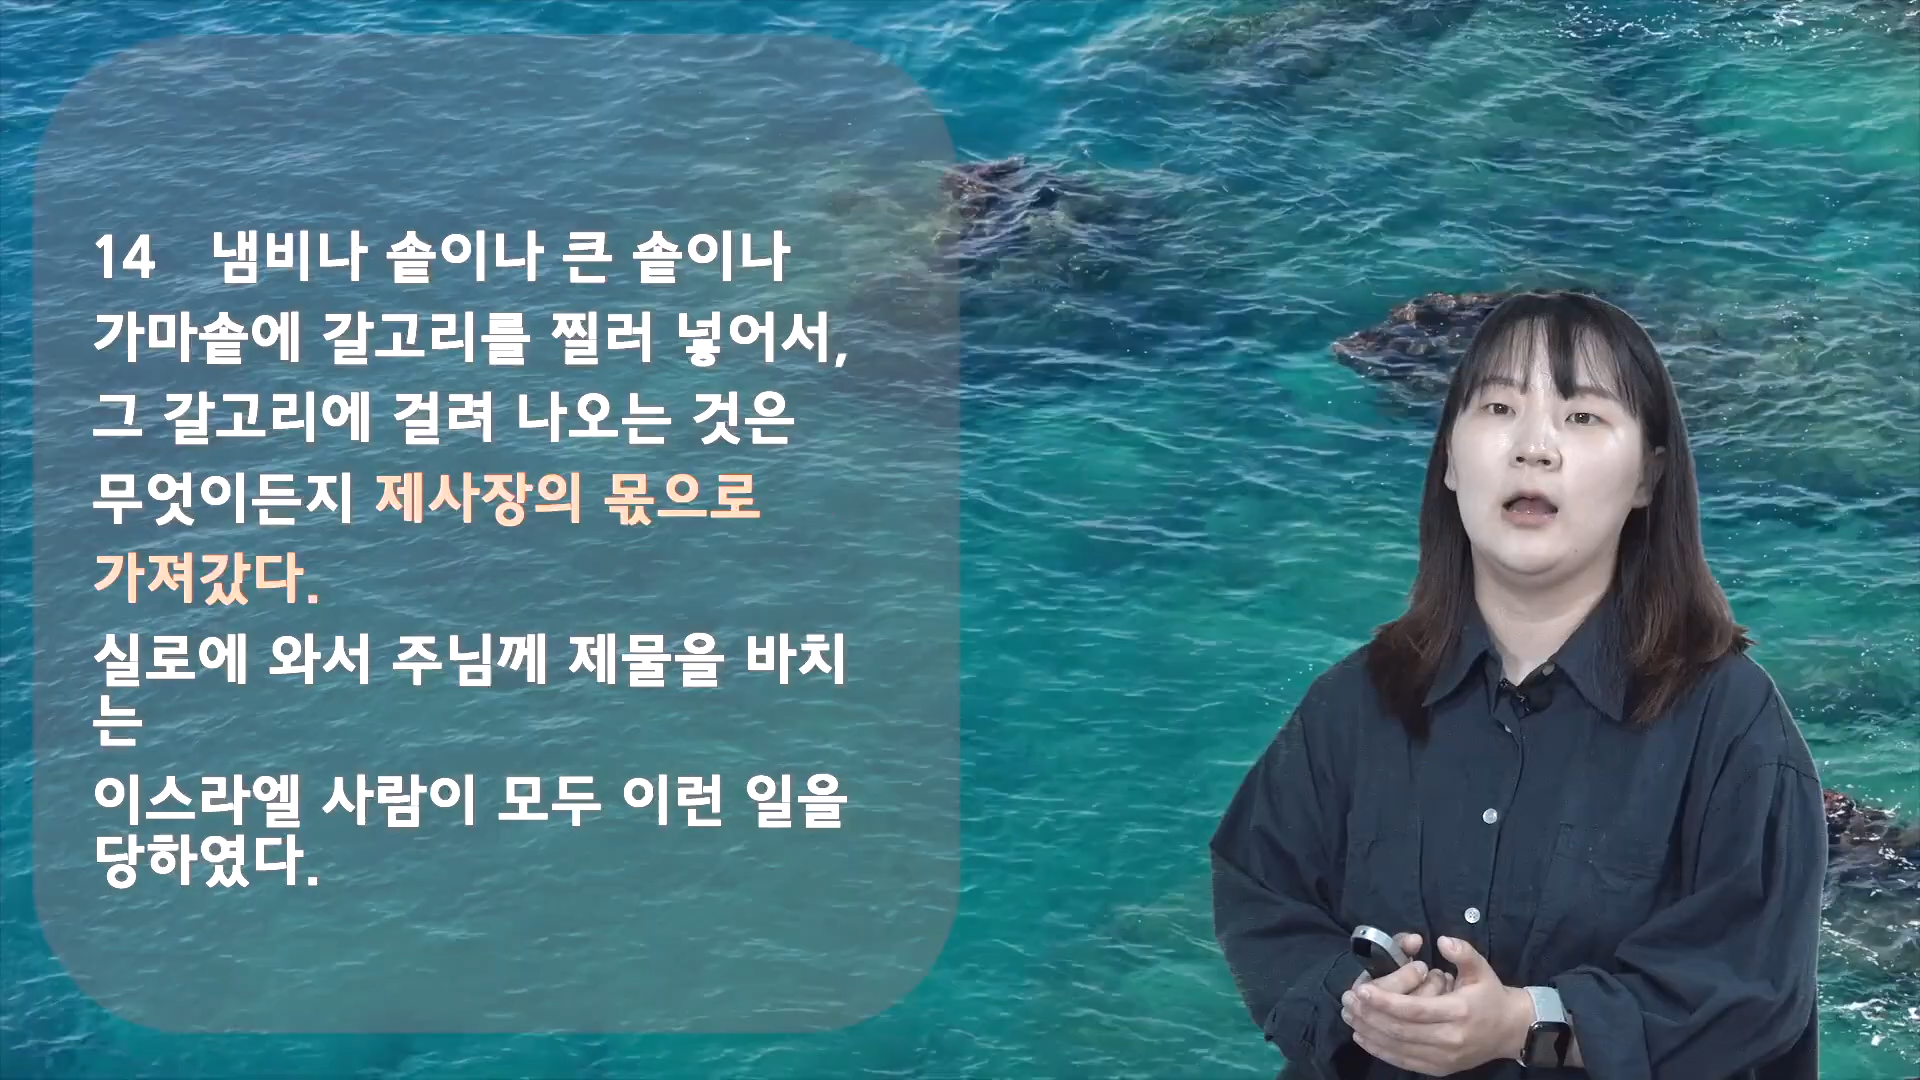 14 냄비나 솥이나 큰 솥이나
가마솥에 갈고리를 찔러 넣어서,
그 갈고리에 걸려 나오는 것은
무엇이든지 제사장의 몫으로
가져갔다.
실로에 와서 주님께 제물을 바치
는
이스라엘 사람이 모두 이런 일을
당하였다.